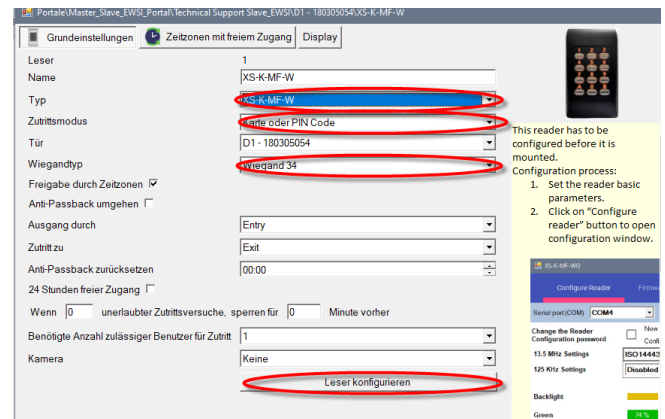 Portale\Master_Slave_EWSI_Portal\Technical Support Slave_EWSI\D1 - 180305054\XS-K-MF-W
Grundeinstellungen
Zeitzonen mit freiem Zugang
Display
Leser 1
Name XS-K-MF-W
Typ XS-K-MF-W
Zutrittsmodus Karte oder PIN Code
Tür D1 - 180305054
Wiegandtyp Wiegand 34
Freigabe durch Zeitzonen
Anti-Passback umgehen
Ausgang durch Entry
Zutritt zu Exit
Anti-Passback zurücksetzen 00:00
24 Stunden freier Zugang
Wenn 0 unerlaubter Zutrittsversuche, sperren für 0 Minute vorher
Benötigte Anzahl zulässiger Benutzer für Zutritt 1
Kamera Keine
Leser konfigurieren
This reader has to be
configured before it is
mounted.
Configuration process:
1. Set the reader basic
parameters.
2. Click on "Configure
reader" button to open
configuration window.
XS-K-MF-WO
Configure Reader Firmwa
Serial port (COM) COM4
Change the Reader New
Configuration password Confi
13.5 MHz Settings ISO14443
125 KHz Settings Disabled
Backlight
Green 74 %